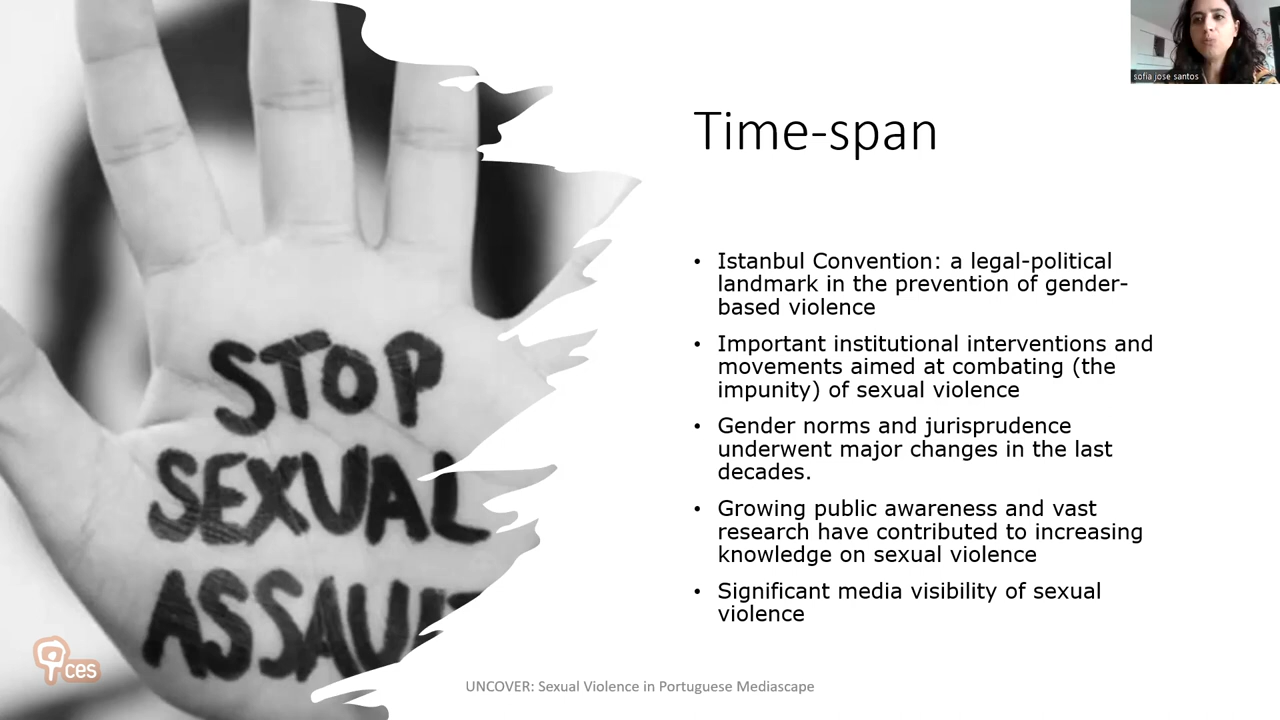 sofia jose santos
Time-span
• Istanbul Convention: a legal-political
landmark in the prevention of gender-
based violence
• Important institutional interventions and
movements aimed at combating (the
impunity) of sexual violence
• Gender norms and jurisprudence
underwent major changes in the last
decades.
• Growing public awareness and vast
research have contributed to increasing
knowledge on sexual violence
• Significant media visibility of sexual
violence
STOP
SEXUAL
ASSAULT
ces
UNCOVER: Sexual Violence in Portuguese Mediascape